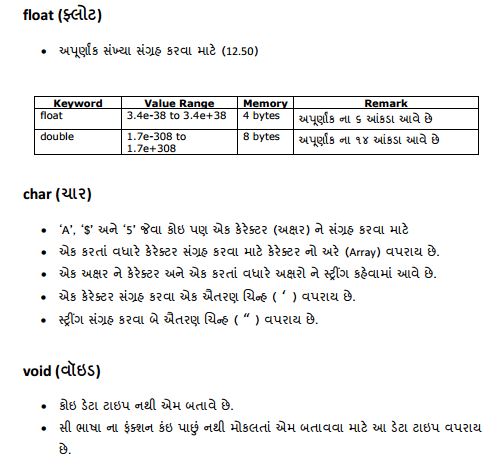 float (ફ્લોટ)
• અપૂર્ણાંક સંખ્યા સંગ્રહ કરવા માટે (12.50)
Keyword Value Range Memory Remark
float 3.4e-38 to 3.4e+38 4 bytes અપૂર્ણાંક ના ૬ આંકડા આવે છે
double 1.7e-308 to 8 bytes અપૂર્ણાંક ના ૧૪ આંકડા આવે છે
1.7e+308
char (ચાર)
• ‘A’, ‘$’ અને ‘5’ જેવા કોઇ પણ એક કેરેક્ટર (અક્ષર) ને સંગ્રહ કરવા માટે
• એક કરતાં વધારે કેરેક્ટર સંગ્રહ કરવા માટે કેરેક્ટર નો અરે (Array) વપરાય છે.
• એક અક્ષર ને કેરેક્ટર અને એક કરતાં વધારે અક્ષરો ને સ્ટ્રીંગ કહેવામાં આવે છે.
• એક કેરેક્ટર સંગ્રહ કરવા એક ઐતરણ ચિન્હ ( ‘ ) વપરાય છે.
• સ્ટ્રીંગ સંગ્રહ કરવા બે ઐતરણ ચિન્હ ( “ ) વપરાય છે.
void (વૉઇડ)
• કોઇ ડેટા ટાઇપ નથી એમ બતાવે છે.
• સી ભાષા ના ફંક્શન કંઇ પાછું નથી મોકલતાં એમ બતાવવા માટે આ ડેટા ટાઇપ વપરાય
છે.